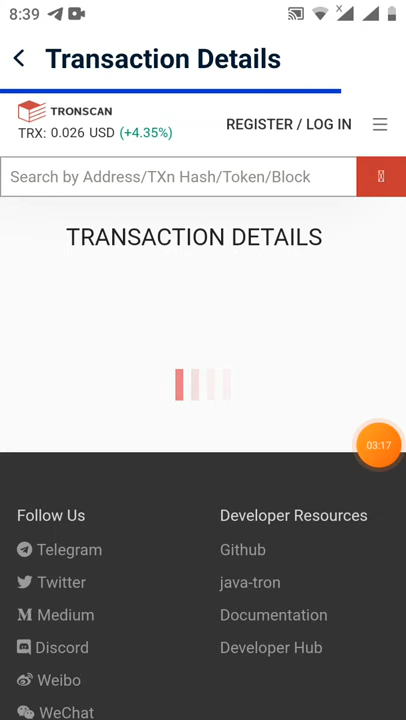 8:39
Transaction Details
TRONSCAN
TRX: 0.026 USD (+4.35%)
REGISTER / LOG IN
Search by Address/TXn Hash/Token/Block
TRANSACTION DETAILS
03:17
Follow Us
Developer Resources
Telegram
Github
Twitter
java-tron
Medium
Documentation
Discord
Developer Hub
Weibo
WeChat